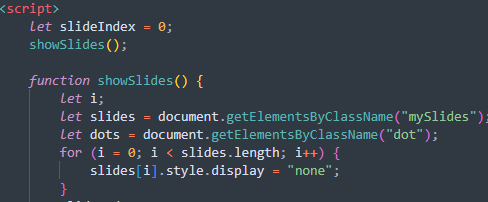 <script>
let slideIndex = 0;
showSlides();
function showSlides() {
let i;
let slides = document.getElementsByClassName("mySlides");
let dots = document.getElementsByClassName("dot");
for (i = 0; i < slides.length; i++) {
slides[i].style.display = "none";
}